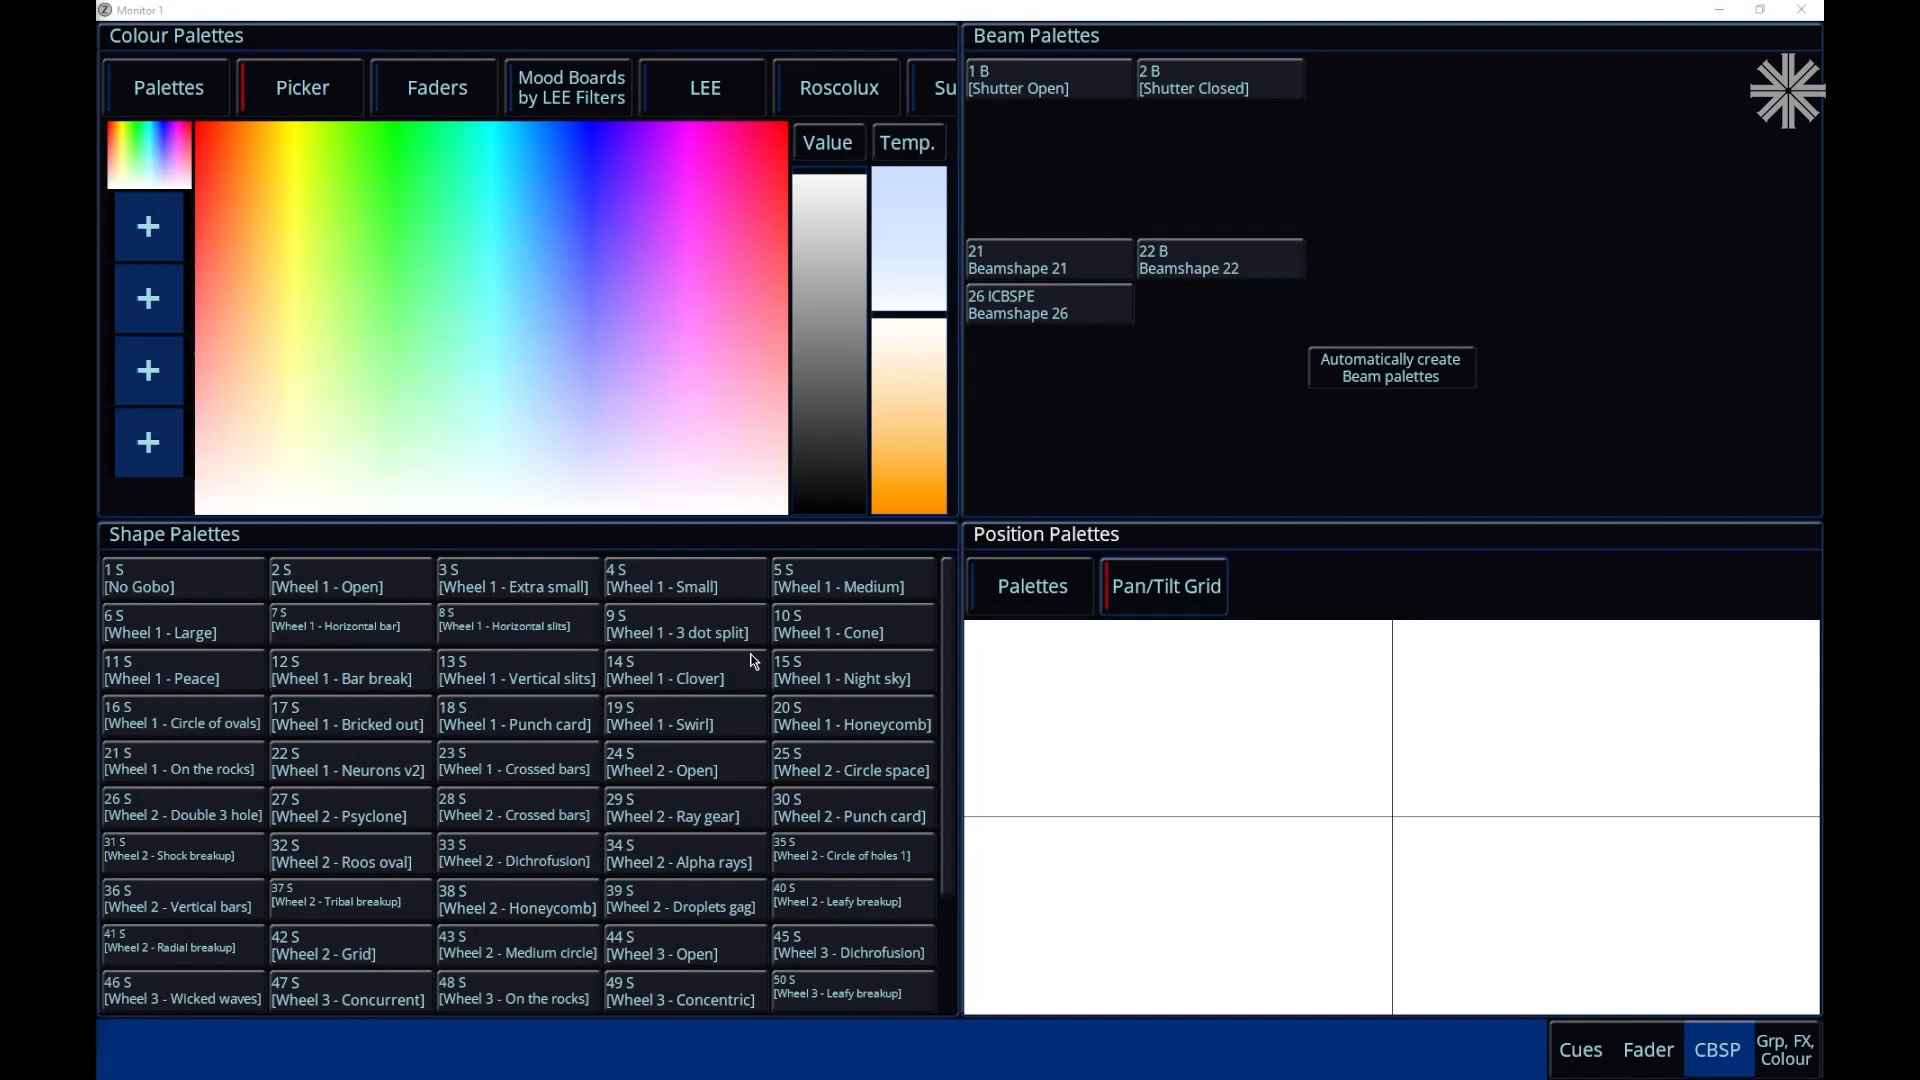 Z Monitor 1
Colour Palettes
Palettes
Picker
Faders
Mood Boards
by LEE Filters
LEE
Roscolux
Su
Value
Temp.
+
+
+
+
Beam Palettes
1 B
[Shutter Open]
2 B
[Shutter Closed]
21
Beamshape 21
22 B
Beamshape 22
26 ICBSPE
Beamshape 26
Automatically create
Beam palettes
Shape Palettes
1 S
[No Gobo]
2 S
[Wheel 1 - Open]
3 S
[Wheel 1 - Extra small]
4 S
[Wheel 1 - Small]
5 S
[Wheel 1 - Medium]
6 S
[Wheel 1 - Large]
7 S
[Wheel 1 - Horizontal bar]
8 S
[Wheel 1 - Horizontal slits]
9 S
[Wheel 1 - 3 dot split]
10 S
[Wheel 1 - Cone]
11 S
[Wheel 1 - Peace]
12 S
[Wheel 1 - Bar break]
13 S
[Wheel 1 - Vertical slits]
14 S
[Wheel 1 - Clover]
15 S
[Wheel 1 - Night sky]
16 S
[Wheel 1 - Circle of ovals]
17 S
[Wheel 1 - Bricked out]
18 S
[Wheel 1 - Punch card]
19 S
[Wheel 1 - Swirl]
20 S
[Wheel 1 - Honeycomb]
21 S
[Wheel 1 - On the rocks]
22 S
[Wheel 1 - Neurons v2]
23 S
[Wheel 1 - Crossed bars]
24 S
[Wheel 2 - Open]
25 S
[Wheel 2 - Circle space]
26 S
[Wheel 2 - Double 3 hole]
27 S
[Wheel 2 - Psyclone]
28 S
[Wheel 2 - Crossed bars]
29 S
[Wheel 2 - Ray gear]
30 S
[Wheel 2 - Punch card]
31 S
[Wheel 2 - Shock breakup]
32 S
[Wheel 2 - Roos oval]
33 S
[Wheel 2 - Dichrofusion]
34 S
[Wheel 2 - Alpha rays]
35 S
[Wheel 2 - Circle of holes 1]
36 S
[Wheel 2 - Vertical bars]
37 S
[Wheel 2 - Tribal breakup]
38 S
[Wheel 2 - Honeycomb]
39 S
[Wheel 2 - Droplets gag]
40 S
[Wheel 2 - Leafy breakup]
41 S
[Wheel 2 - Radial breakup]
42 S
[Wheel 2 - Grid]
43 S
[Wheel 2 - Medium circle]
44 S
[Wheel 3 - Open]
45 S
[Wheel 3 - Dichrofusion]
46 S
[Wheel 3 - Wicked waves]
47 S
[Wheel 3 - Concurrent]
48 S
[Wheel 3 - On the rocks]
49 S
[Wheel 3 - Concentric]
50 S
[Wheel 3 - Leafy breakup]
Position Palettes
Palettes
Pan/Tilt Grid
Cues
Fader
CBSP
Grp, FX,
Colour